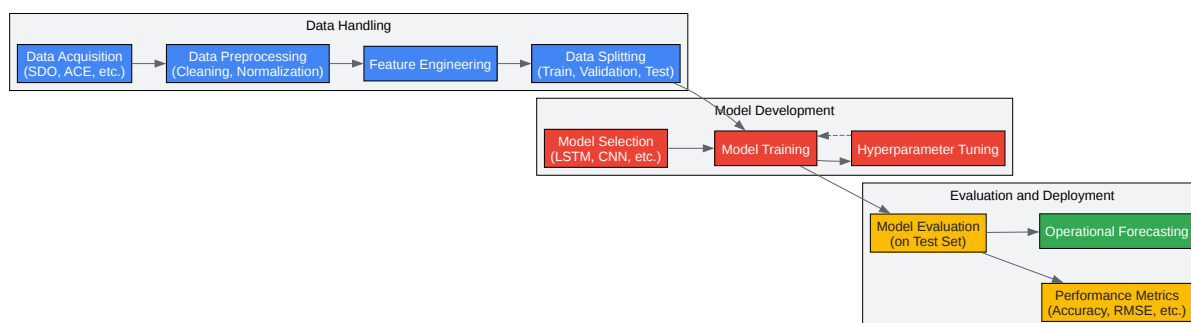 Data Handling
Data Acquisition
(SDO, ACE, etc.)
Data Preprocessing
(Cleaning, Normalization)
Feature Engineering
Data Splitting
(Train, Validation, Test)
Model Development
Model Selection
(LSTM, CNN, etc.)
Model Training
Hyperparameter Tuning
Evaluation and Deployment
Model Evaluation
(on Test Set)
Operational Forecasting
Performance Metrics
(Accuracy, RMSE, etc.)